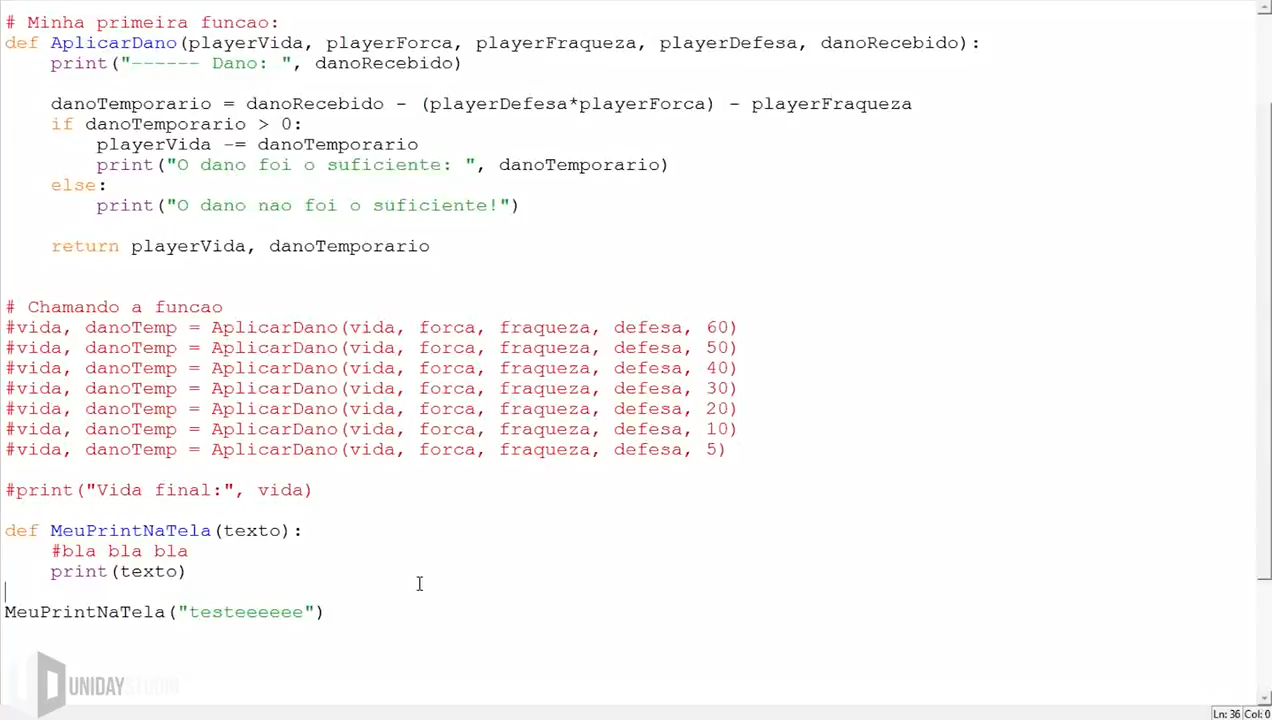 # Minha primeira funcao:
def AplicarDano(playerVida, playerForca, playerFraqueza, playerDefesa, danoRecebido):
    print("------ Dano: ", danoRecebido)
    danoTemporario = danoRecebido - (playerDefesa*playerForca) - playerFraqueza
    if danoTemporario > 0:
        playerVida -= danoTemporario
        print("O dano foi o suficiente: ", danoTemporario)
    else:
        print("O dano nao foi o suficiente!")
    return playerVida, danoTemporario
# Chamando a funcao
#vida, danoTemp = AplicarDano(vida, forca, fraqueza, defesa, 60)
#vida, danoTemp = AplicarDano(vida, forca, fraqueza, defesa, 50)
#vida, danoTemp = AplicarDano(vida, forca, fraqueza, defesa, 40)
#vida, danoTemp = AplicarDano(vida, forca, fraqueza, defesa, 30)
#vida, danoTemp = AplicarDano(vida, forca, fraqueza, defesa, 20)
#vida, danoTemp = AplicarDano(vida, forca, fraqueza, defesa, 10)
#vida, danoTemp = AplicarDano(vida, forca, fraqueza, defesa, 5)
#print("Vida final:", vida)
def MeuPrintNaTela(texto):
    #bla bla bla
    print(texto)
MeuPrintNaTela("testeeeeee")
UNIDAY STUDIO
Ln: 36 Col: 0